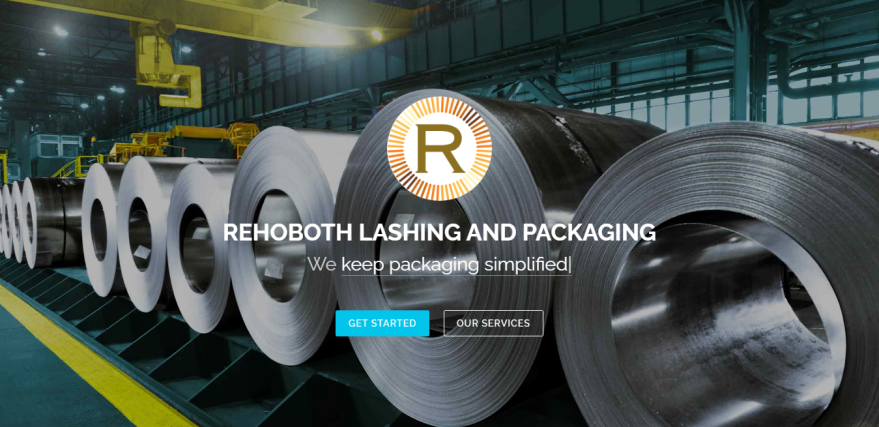 R
REHOBOTH LASHING AND PACKAGING
We keep packaging simplified|
GET STARTED
OUR SERVICES